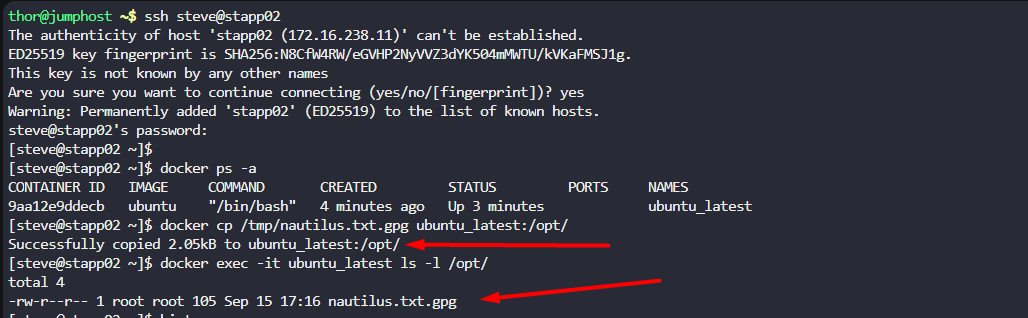 thor@jumphost ~$ ssh steve@stapp02
The authenticity of host 'stapp02 (172.16.238.11)' can't be established.
ED25519 key fingerprint is SHA256:N8CfW4RW/eGVHP2NyVVZ3dYK504mMWTU/kVKaFMSJ1g.
This key is not known by any other names
Are you sure you want to continue connecting (yes/no/[fingerprint])? yes
Warning: Permanently added 'stapp02' (ED25519) to the list of known hosts.
steve@stapp02's password:
[steve@stapp02 ~]$
[steve@stapp02 ~]$ docker ps -a
CONTAINER ID   IMAGE     COMMAND       CREATED         STATUS         PORTS     NAMES
9aa12e9ddecb   ubuntu    "/bin/bash"   4 minutes ago   Up 3 minutes             ubuntu_latest
[steve@stapp02 ~]$ docker cp /tmp/nautilus.txt.gpg ubuntu_latest:/opt/
Successfully copied 2.05kB to ubuntu_latest:/opt/
[steve@stapp02 ~]$ docker exec -it ubuntu_latest ls -l /opt/
total 4
-rw-r--r-- 1 root root 105 Sep 15 17:16 nautilus.txt.gpg